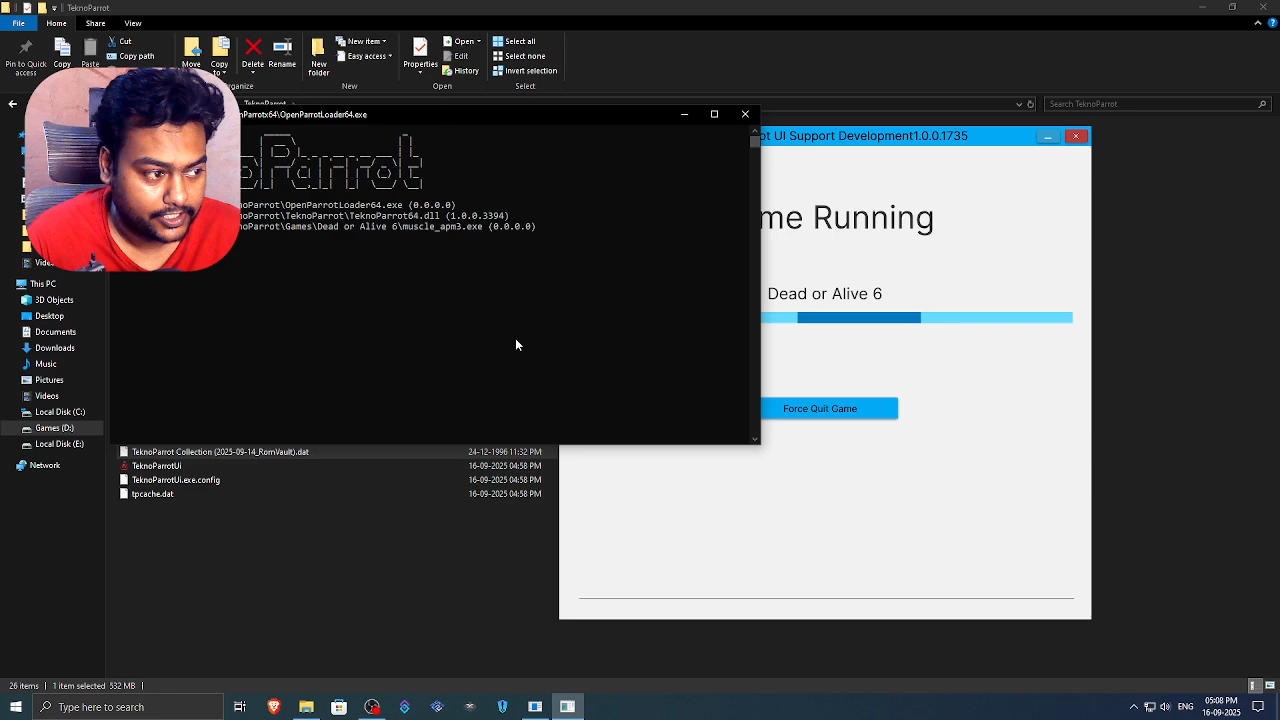 TeknoParrot
File
Home
Share
View
Pin to Quick access
Copy
Paste
Cut
Copy path
Move to
Copy to
Delete
Rename
New folder
New item
Easy access
Properties
Open
Edit
History
Select all
Select none
Invert selection
ORGANIZE
New
Open
TeknoParrot
Search TeknoParrot
oParrotx64\OpenParrotLoader64.exe
noParrot\OpenParrotLoader64.exe (0.0.0.0)
noParrot\TeknoParrot\TeknoParrot64.dll (1.0.0.3394)
noParrot\Games\Dead or Alive 6\muscle_apm3.exe (0.0.0.0)
ot UI Support Development1.0.0.1735
me Running
Dead or Alive 6
Force Quit Game
Vide
This PC
3D Objects
Desktop
Documents
Downloads
Music
Pictures
Videos
Local Disk (C:)
Games (D:)
Local Disk (E:)
Network
TeknoParrot Collection (2025-09-14_RomVault).dat 24-12-1996 11:32 PM
TeknoParrotUi 16-09-2025 04:58 PM
TeknoParrotUi.exe.config 16-09-2025 04:58 PM
tpcache.dat 16-09-2025 04:58 PM
26 items 1 item selected 532 MB
Type here to search
05:08 PM
16-09-2025